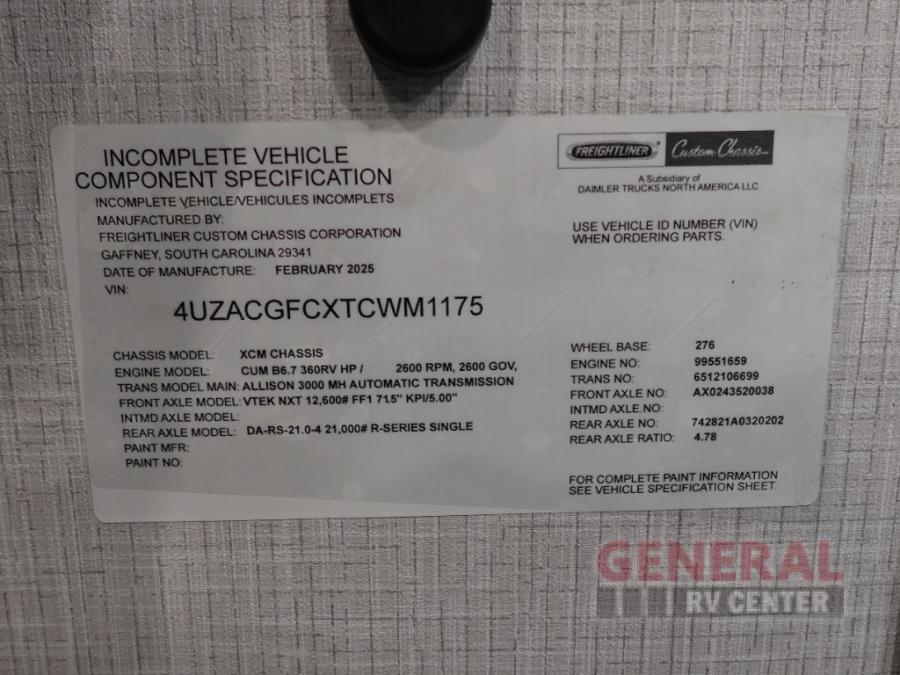 INCOMPLETE VEHICLE
COMPONENT SPECIFICATION
INCOMPLETE VEHICLE/VEHICULES INCOMPLETS
MANUFACTURED BY:
FREIGHTLINER CUSTOM CHASSIS CORPORATION
GAFFNEY, SOUTH CAROLINA 29341
DATE OF MANUFACTURE: FEBRUARY 2025
VIN:
4UZACGFCXTCWM1175
FREIGHTLINER Custom Chassis
A Subsidiary of
DAIMLER TRUCKS NORTH AMERICA LLC
USE VEHICLE ID NUMBER (VIN)
WHEN ORDERING PARTS.
CHASSIS MODEL: XCM CHASSIS
ENGINE MODEL: CUM B6.7 360RV HP / 2600 RPM, 2600 GOV,
TRANS MODEL MAIN: ALLISON 3000 MH AUTOMATIC TRANSMISSION
FRONT AXLE MODEL: VTEK NXT 12,600# FF1 71.5" KPI/5.00"
INTMD AXLE MODEL:
REAR AXLE MODEL: DA-RS-21.0-4 21,000# R-SERIES SINGLE
PAINT MFR:
PAINT NO:
WHEEL BASE: 276
ENGINE NO: 99551659
TRANS NO: 6512106699
FRONT AXLE NO: AX0243520038
INTMD AXLE.NO:
REAR AXLE NO: 742821A0320202
REAR AXLE RATIO: 4.78
FOR COMPLETE PAINT INFORMATION
SEE VEHICLE SPECIFICATION SHEET.
GENERAL
RV CENTER